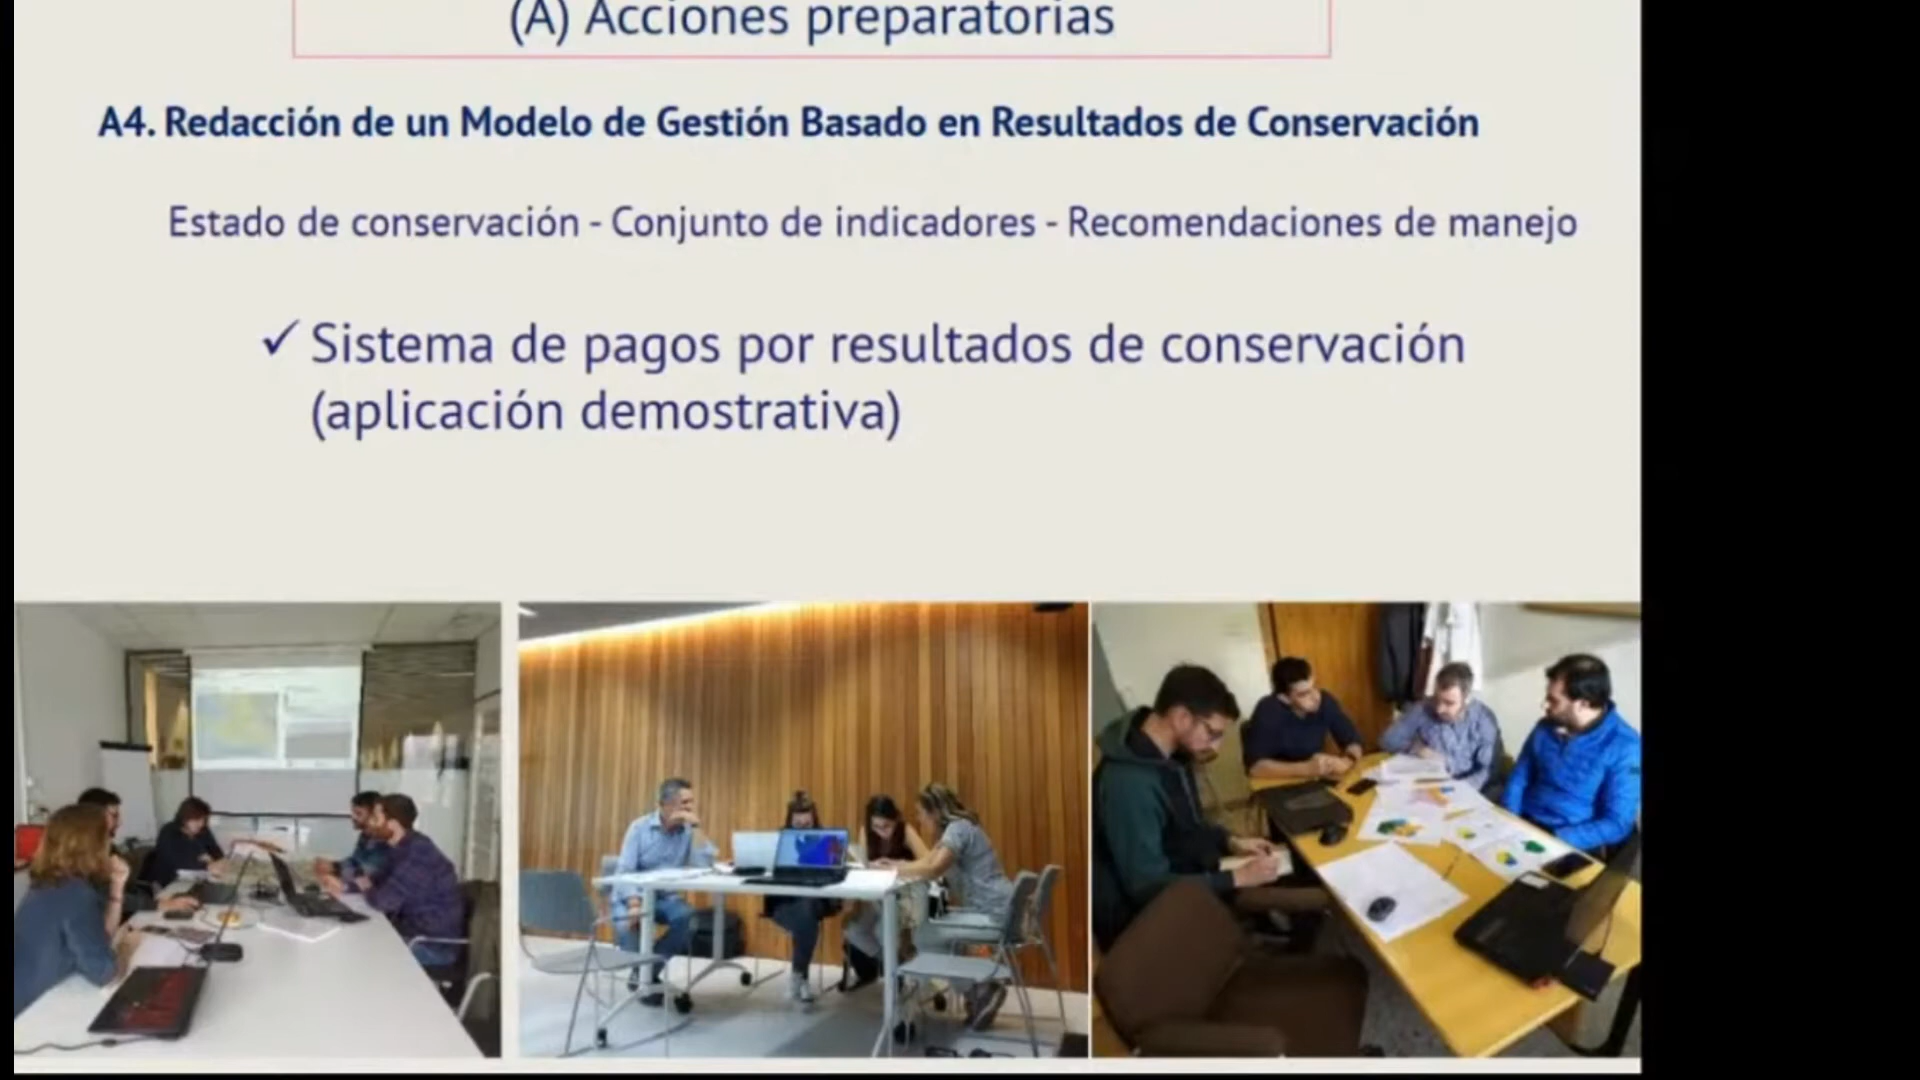 (A) Acciones preparatorias
A4. Redacción de un Modelo de Gestión Basado en Resultados de Conservación
Estado de conservación - Conjunto de indicadores - Recomendaciones de manejo
✓ Sistema de pagos por resultados de conservación
(aplicación demostrativa)